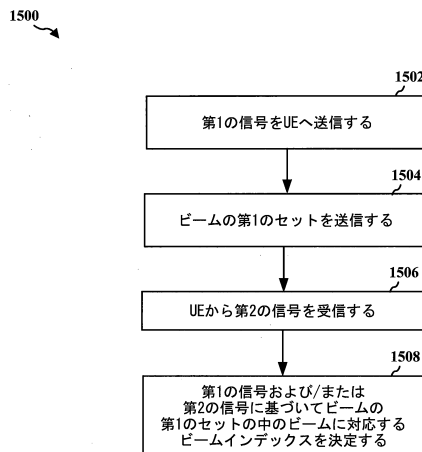 1500
1502
第1の信号をUEへ送信する
1504
ビームの第1のセットを送信する
1506
UEから第2の信号を受信する
1508
第1の信号および/または
第2の信号に基づいてビームの
第1のセットの中のビームに対応する
ビームインデックスを決定する